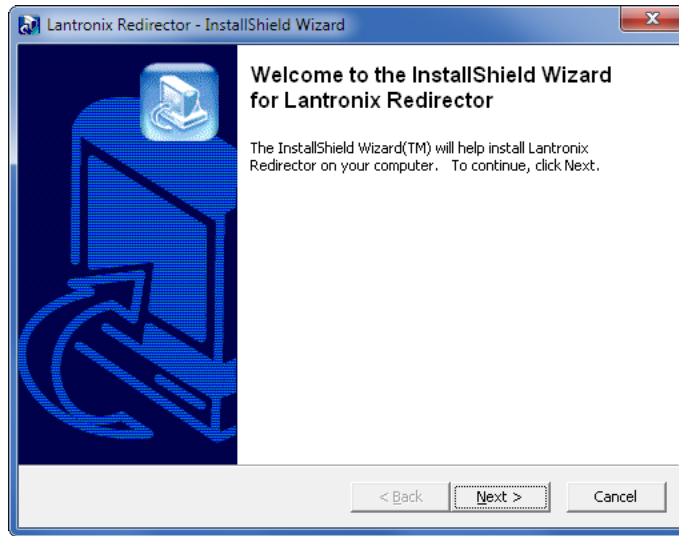 Lantronix Redirector - InstallShield Wizard
Welcome to the InstallShield Wizard
for Lantronix Redirector
The InstallShield Wizard(TM) will help install Lantronix
Redirector on your computer.   To continue, click Next.
< Back
Next >
Cancel